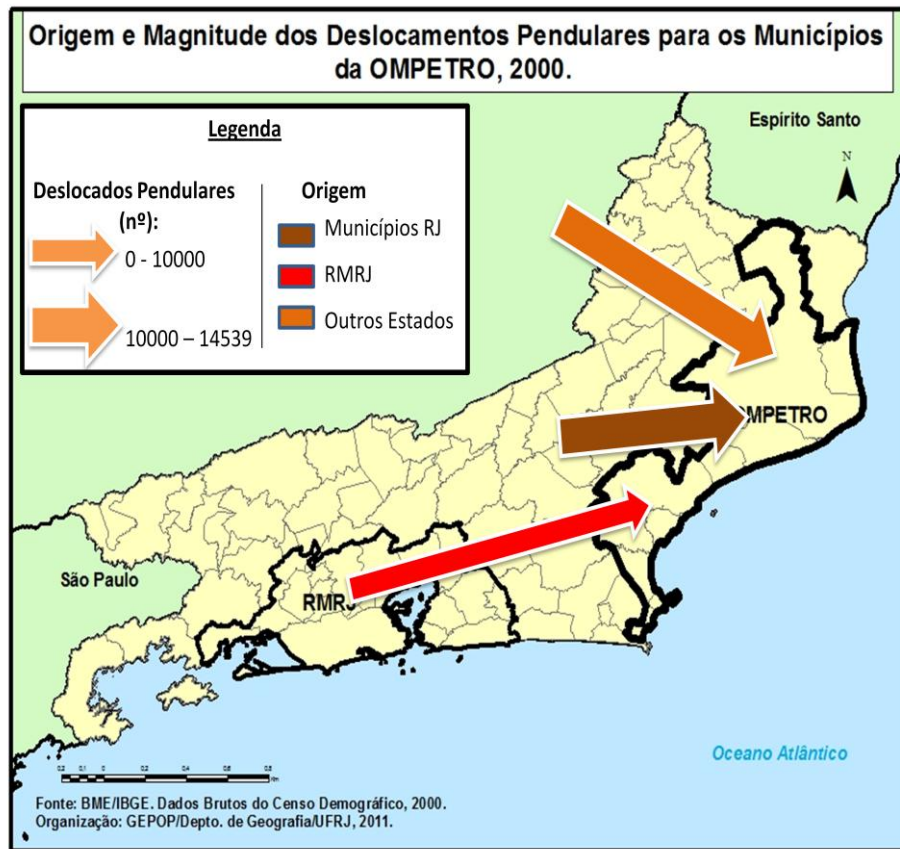 Origem e Magnitude dos Deslocamentos Pendulares para os Municípios
da OMPETRO, 2000.
Espírito Santo
N
Legenda
Deslocados Pendulares
(nº):
0 - 10000
10000 – 14539
Origem
Municípios RJ
RMRJ
Outros Estados
OMPETRO
São Paulo
RMRJ
Oceano Atlântico
Fonte: BME/IBGE. Dados Brutos do Censo Demográfico, 2000.
Organização: GEPOP/Depto. de Geografia/UFRJ, 2011.